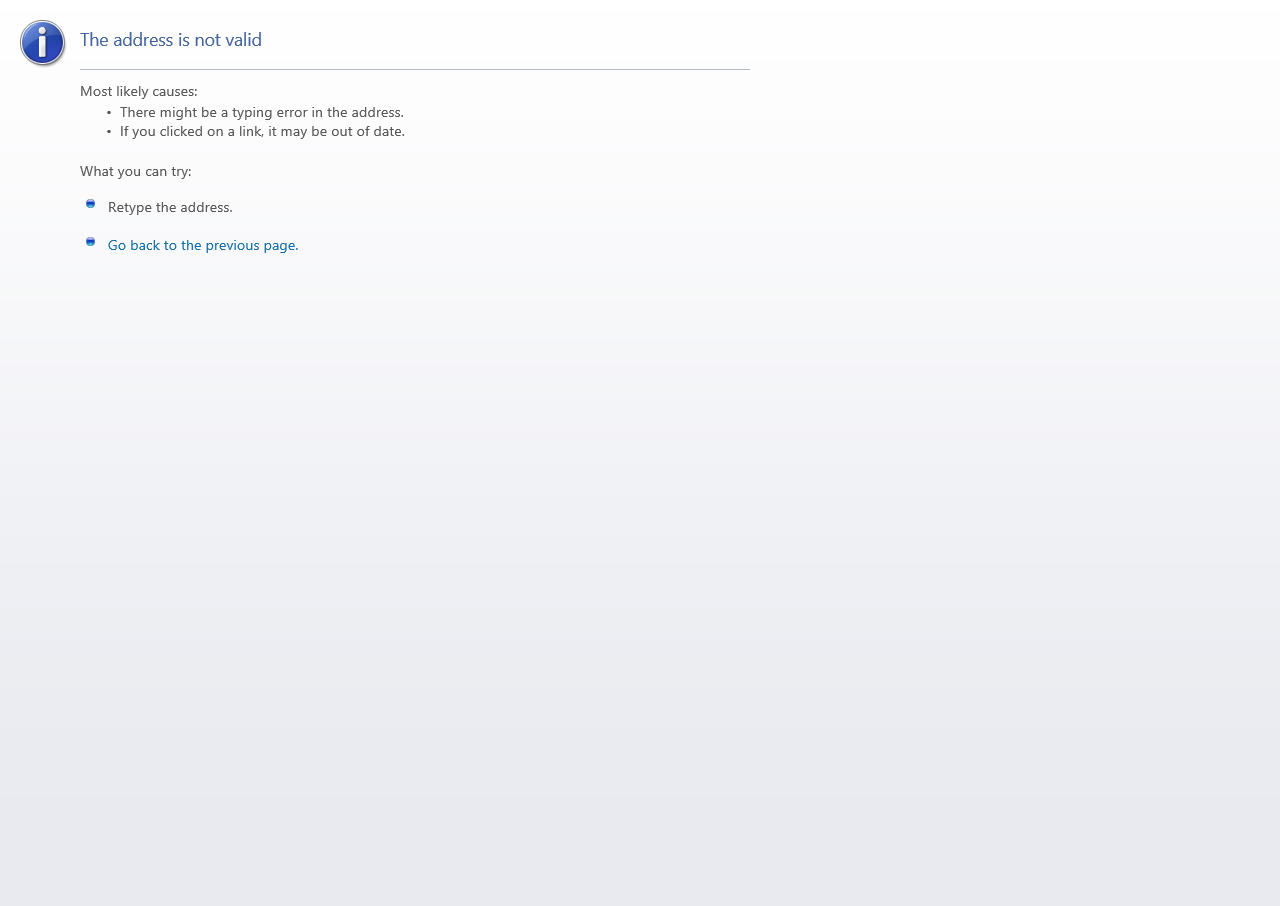 The address is not valid
Most likely causes:
• There might be a typing error in the address.
• If you clicked on a link, it may be out of date.
What you can try:
Retype the address.
Go back to the previous page.